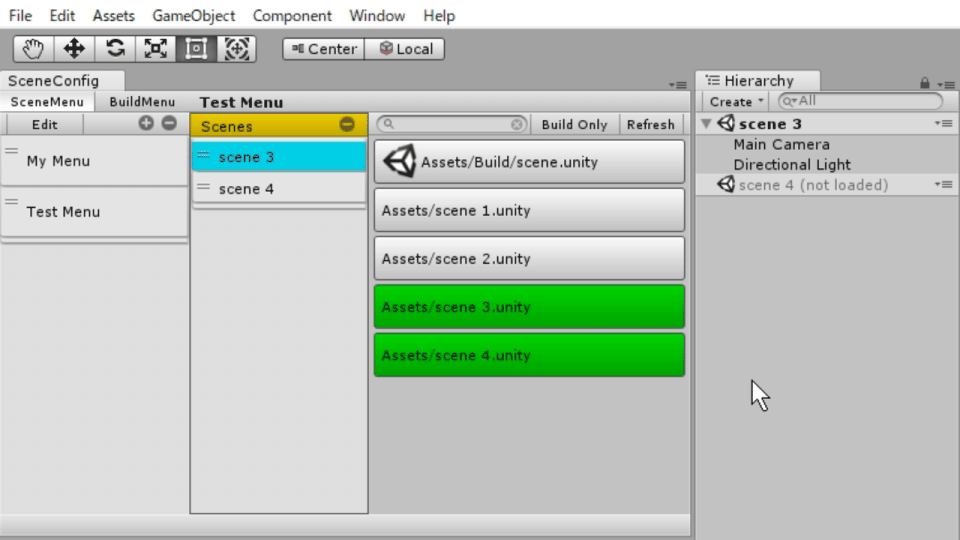 File Edit Assets GameObject Component Window Help
Center Local
SceneConfig
SceneMenu BuildMenu Test Menu
Edit
My Menu
Test Menu
Scenes
scene 3
scene 4
Build Only Refresh
Assets/Build/scene.unity
Assets/scene 1.unity
Assets/scene 2.unity
Assets/scene 3.unity
Assets/scene 4.unity
Hierarchy
Create All
scene 3
Main Camera
Directional Light
scene 4 (not loaded)